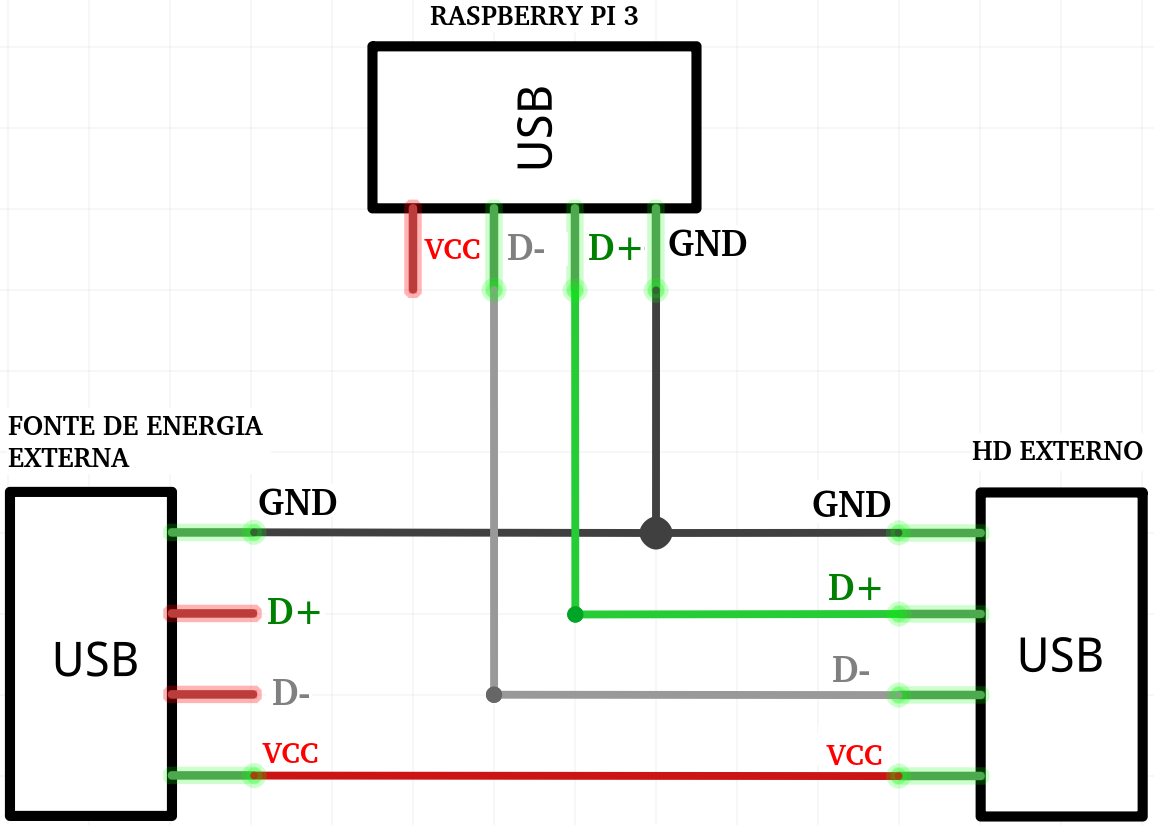 RASPBERRY PI 3
USB
VCC D- D+ GND
FONTE DE ENERGIA
EXTERNA
GND
D+
D-
VCC
USB
HD EXTERNO
GND
D+
D-
VCC
USB